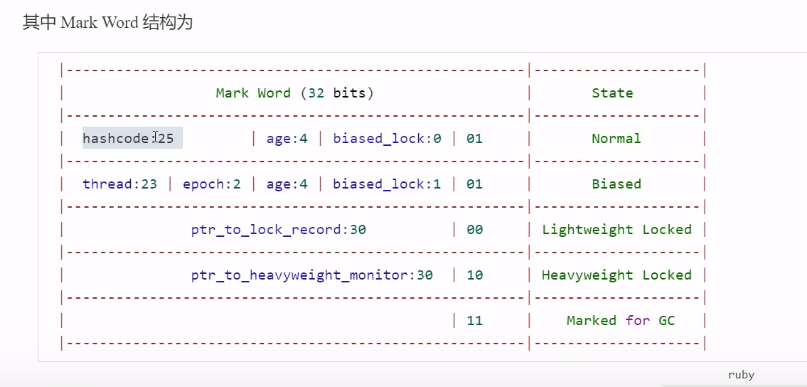 其中 Mark Word 结构为
|-------------------------------------------------------|--------------------|
|                  Mark Word (32 bits)                  |       State        |
|-------------------------------------------------------|--------------------|
|  hashcode:25         | age:4 | biased_lock:0 | 01     |       Normal       |
|-------------------------------------------------------|--------------------|
|  thread:23 | epoch:2 | age:4 | biased_lock:1 | 01     |       Biased       |
|-------------------------------------------------------|--------------------|
|               ptr_to_lock_record:30          | 00     | Lightweight Locked |
|-------------------------------------------------------|--------------------|
|               ptr_to_heavyweight_monitor:30  | 10     | Heavyweight Locked |
|-------------------------------------------------------|--------------------|
|                                              | 11     |    Marked for GC   |
|-------------------------------------------------------|--------------------|
ruby